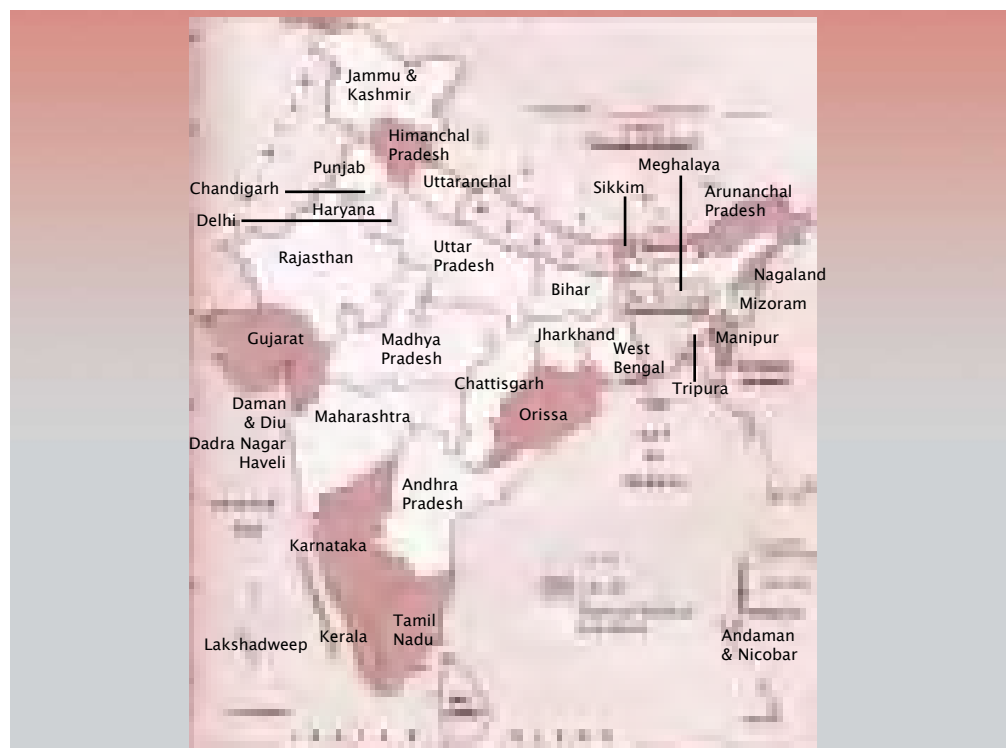 Jammu &
Kashmir
Himanchal
Pradesh
Punjab
Uttaranchal
Chandigarh
Haryana
Delhi
Meghalaya
Sikkim
Arunanchal
Pradesh
Rajasthan
Uttar
Pradesh
Bihar
Nagaland
Mizoram
Gujarat
Madhya
Pradesh
Jharkhand
West
Bengal
Manipur
Tripura
Chattisgarh
Orissa
Daman
& Diu
Maharashtra
Dadra Nagar
Haveli
Andhra
Pradesh
Karnataka
Tamil
Nadu
Kerala
Lakshadweep
Andaman
& Nicobar